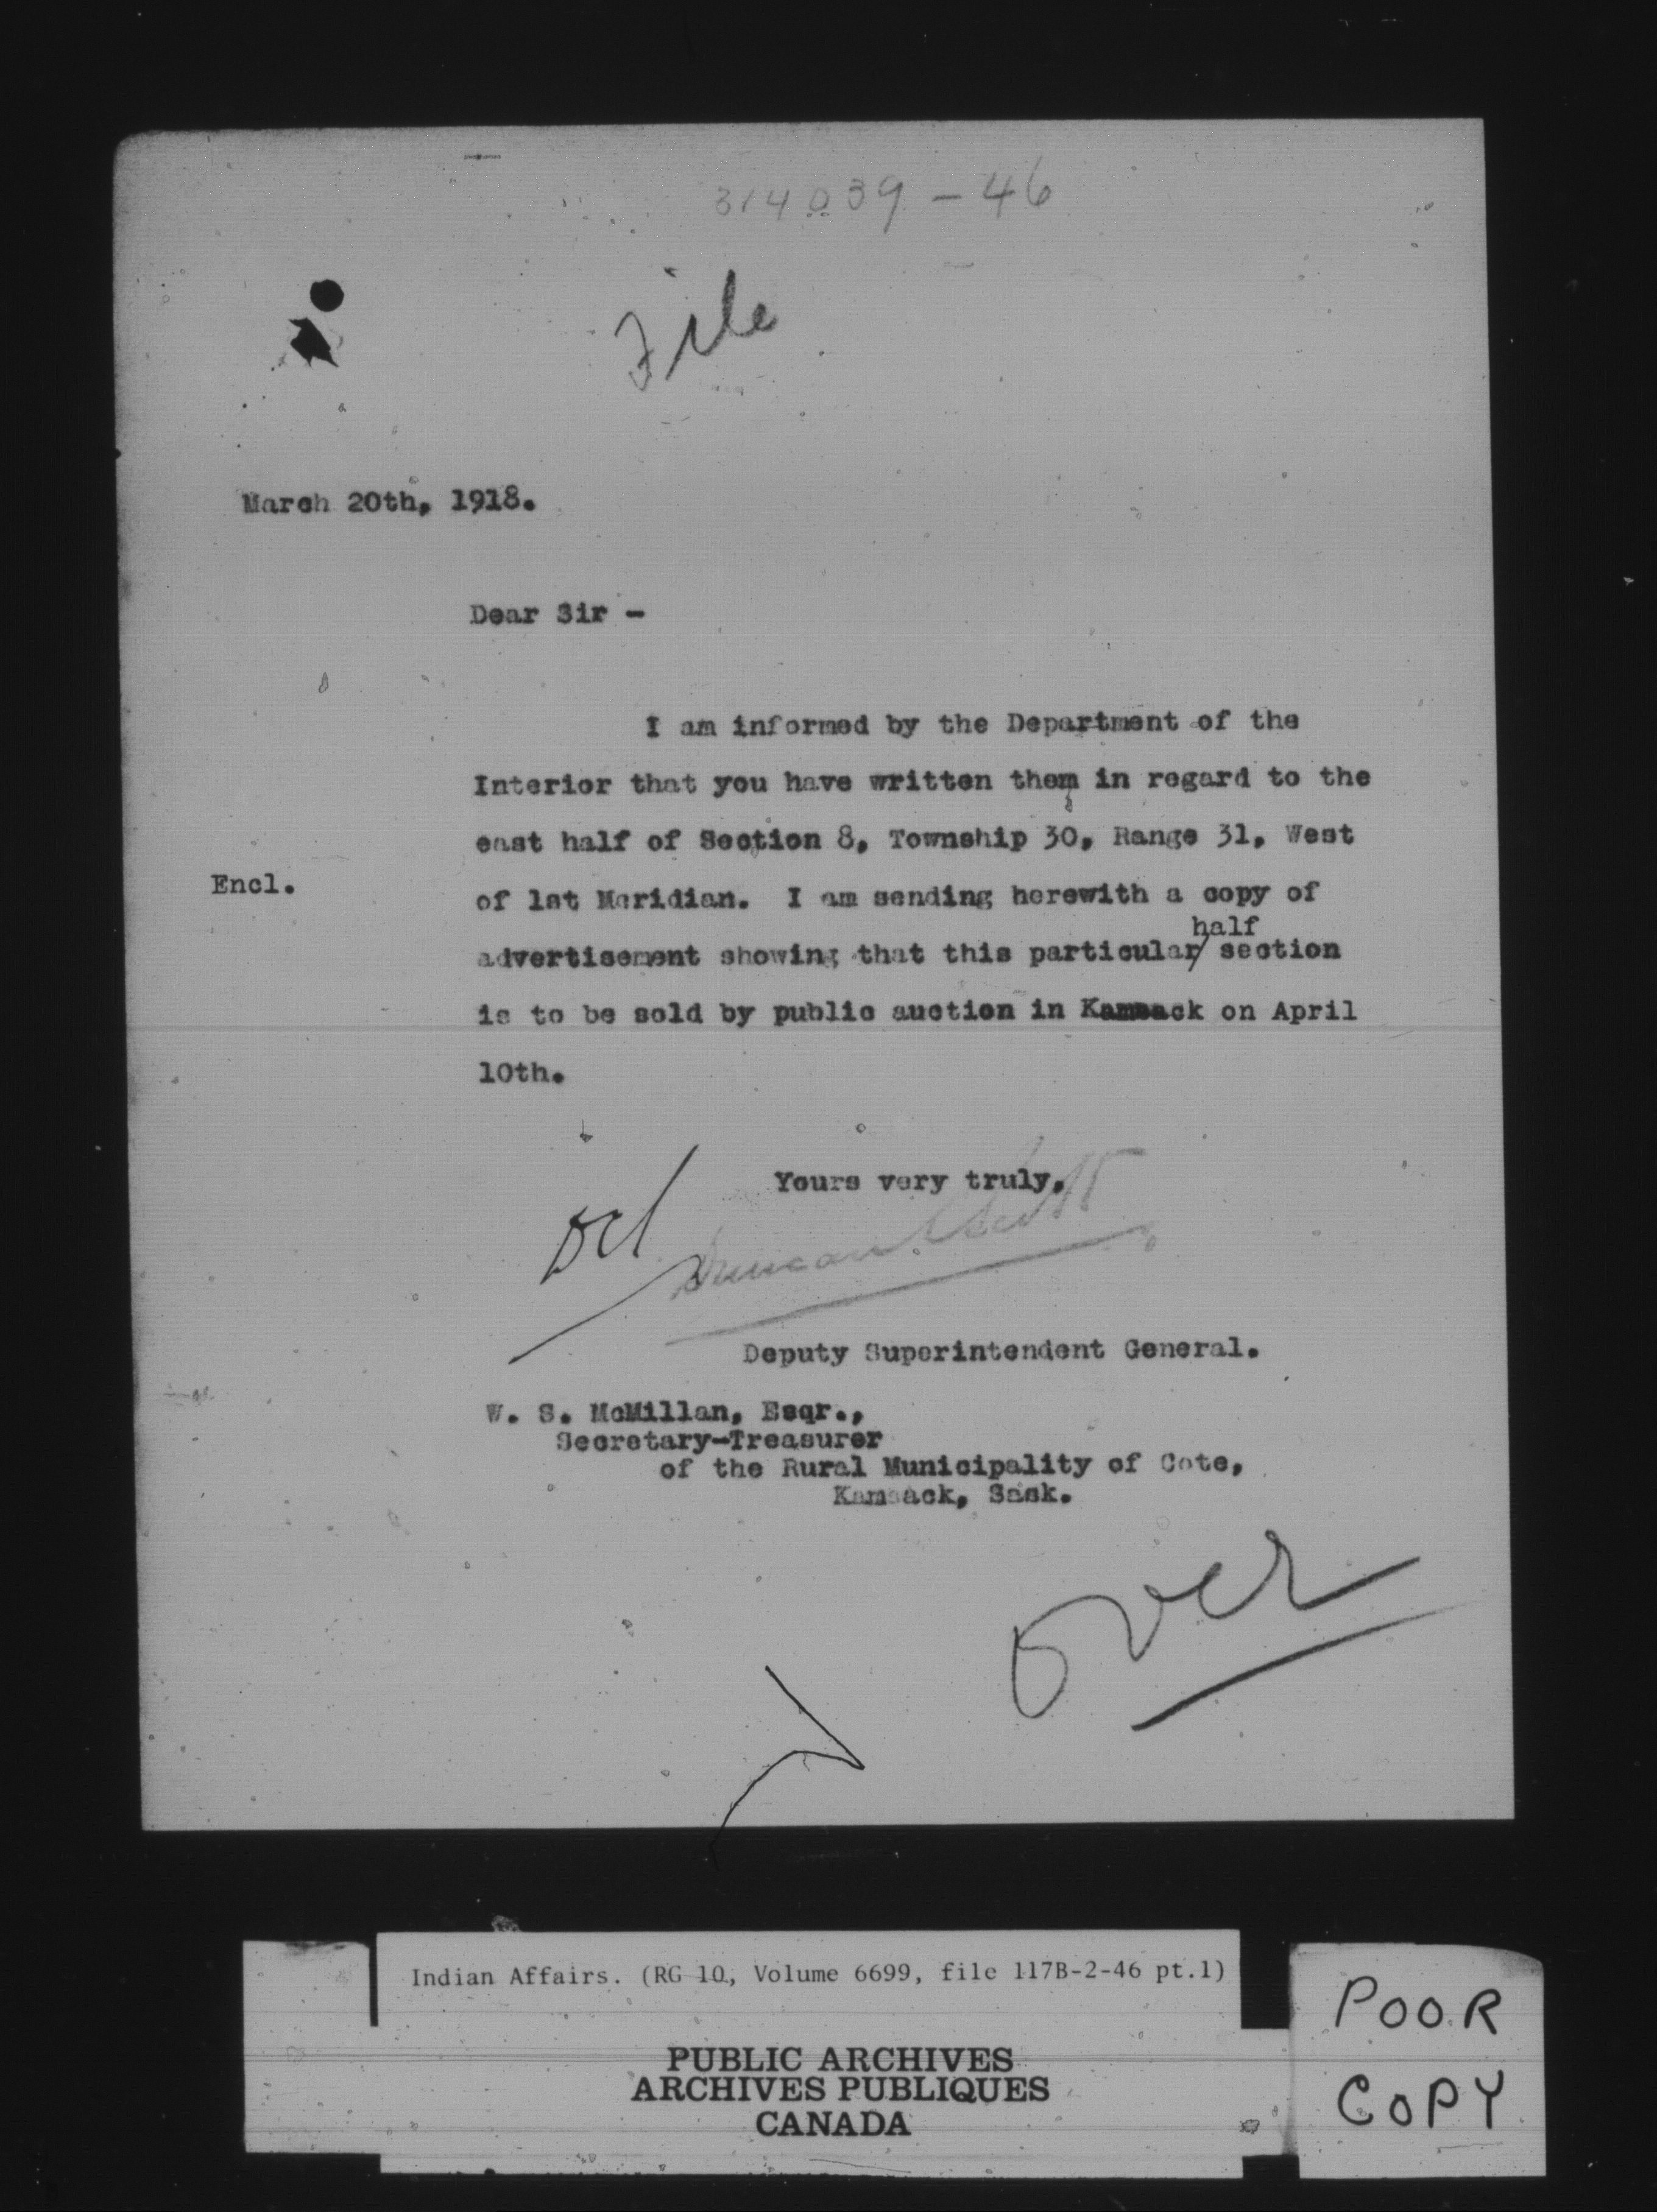 314039-46
File
March 20th, 1918.
Dear Sir -
I am informed by the Department of the
Interior that you have written them in regard to the
east half of Section 8, Township 30, Range 31, West
Encl.
of 1st Meridian. I am sending herewith a copy of
half
advertisement showing that this particular/ section
is to be sold by public auction in Kamsack on April
10th.
Yours very truly,
Duncan C Scott
Deputy Superintendent General.
W. S. McMillan, Esqr.,
Secretary-Treasurer
of the Rural Municipality of Cote,
Kamsack, Sask.
Over
Indian Affairs. (RG 10, Volume 6699, file 117B-2-46 pt.1)
PUBLIC ARCHIVES
ARCHIVES PUBLIQUES
CANADA
POOR
COPY